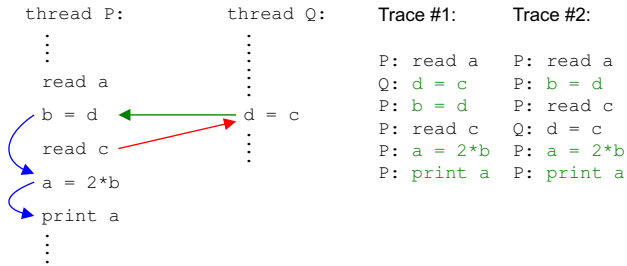 thread P: thread Q: Trace #1: Trace #2:
P: read a P: read a
read a Q: d = c P: b = d
b = d d = c P: b = d P: read c
read c P: read c Q: d = c
a = 2*b P: a = 2*b P: a = 2*b
print a P: print a P: print a